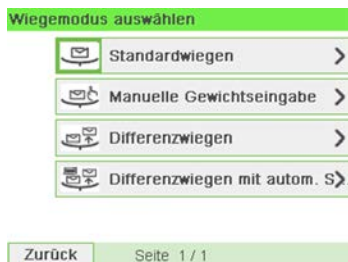 Wiegemodus auswählen
Standardwiegen
Manuelle Gewichtseingabe
Differenzwiegen
Differenzwiegen mit autom. S
Zurück Seite 1 / 1